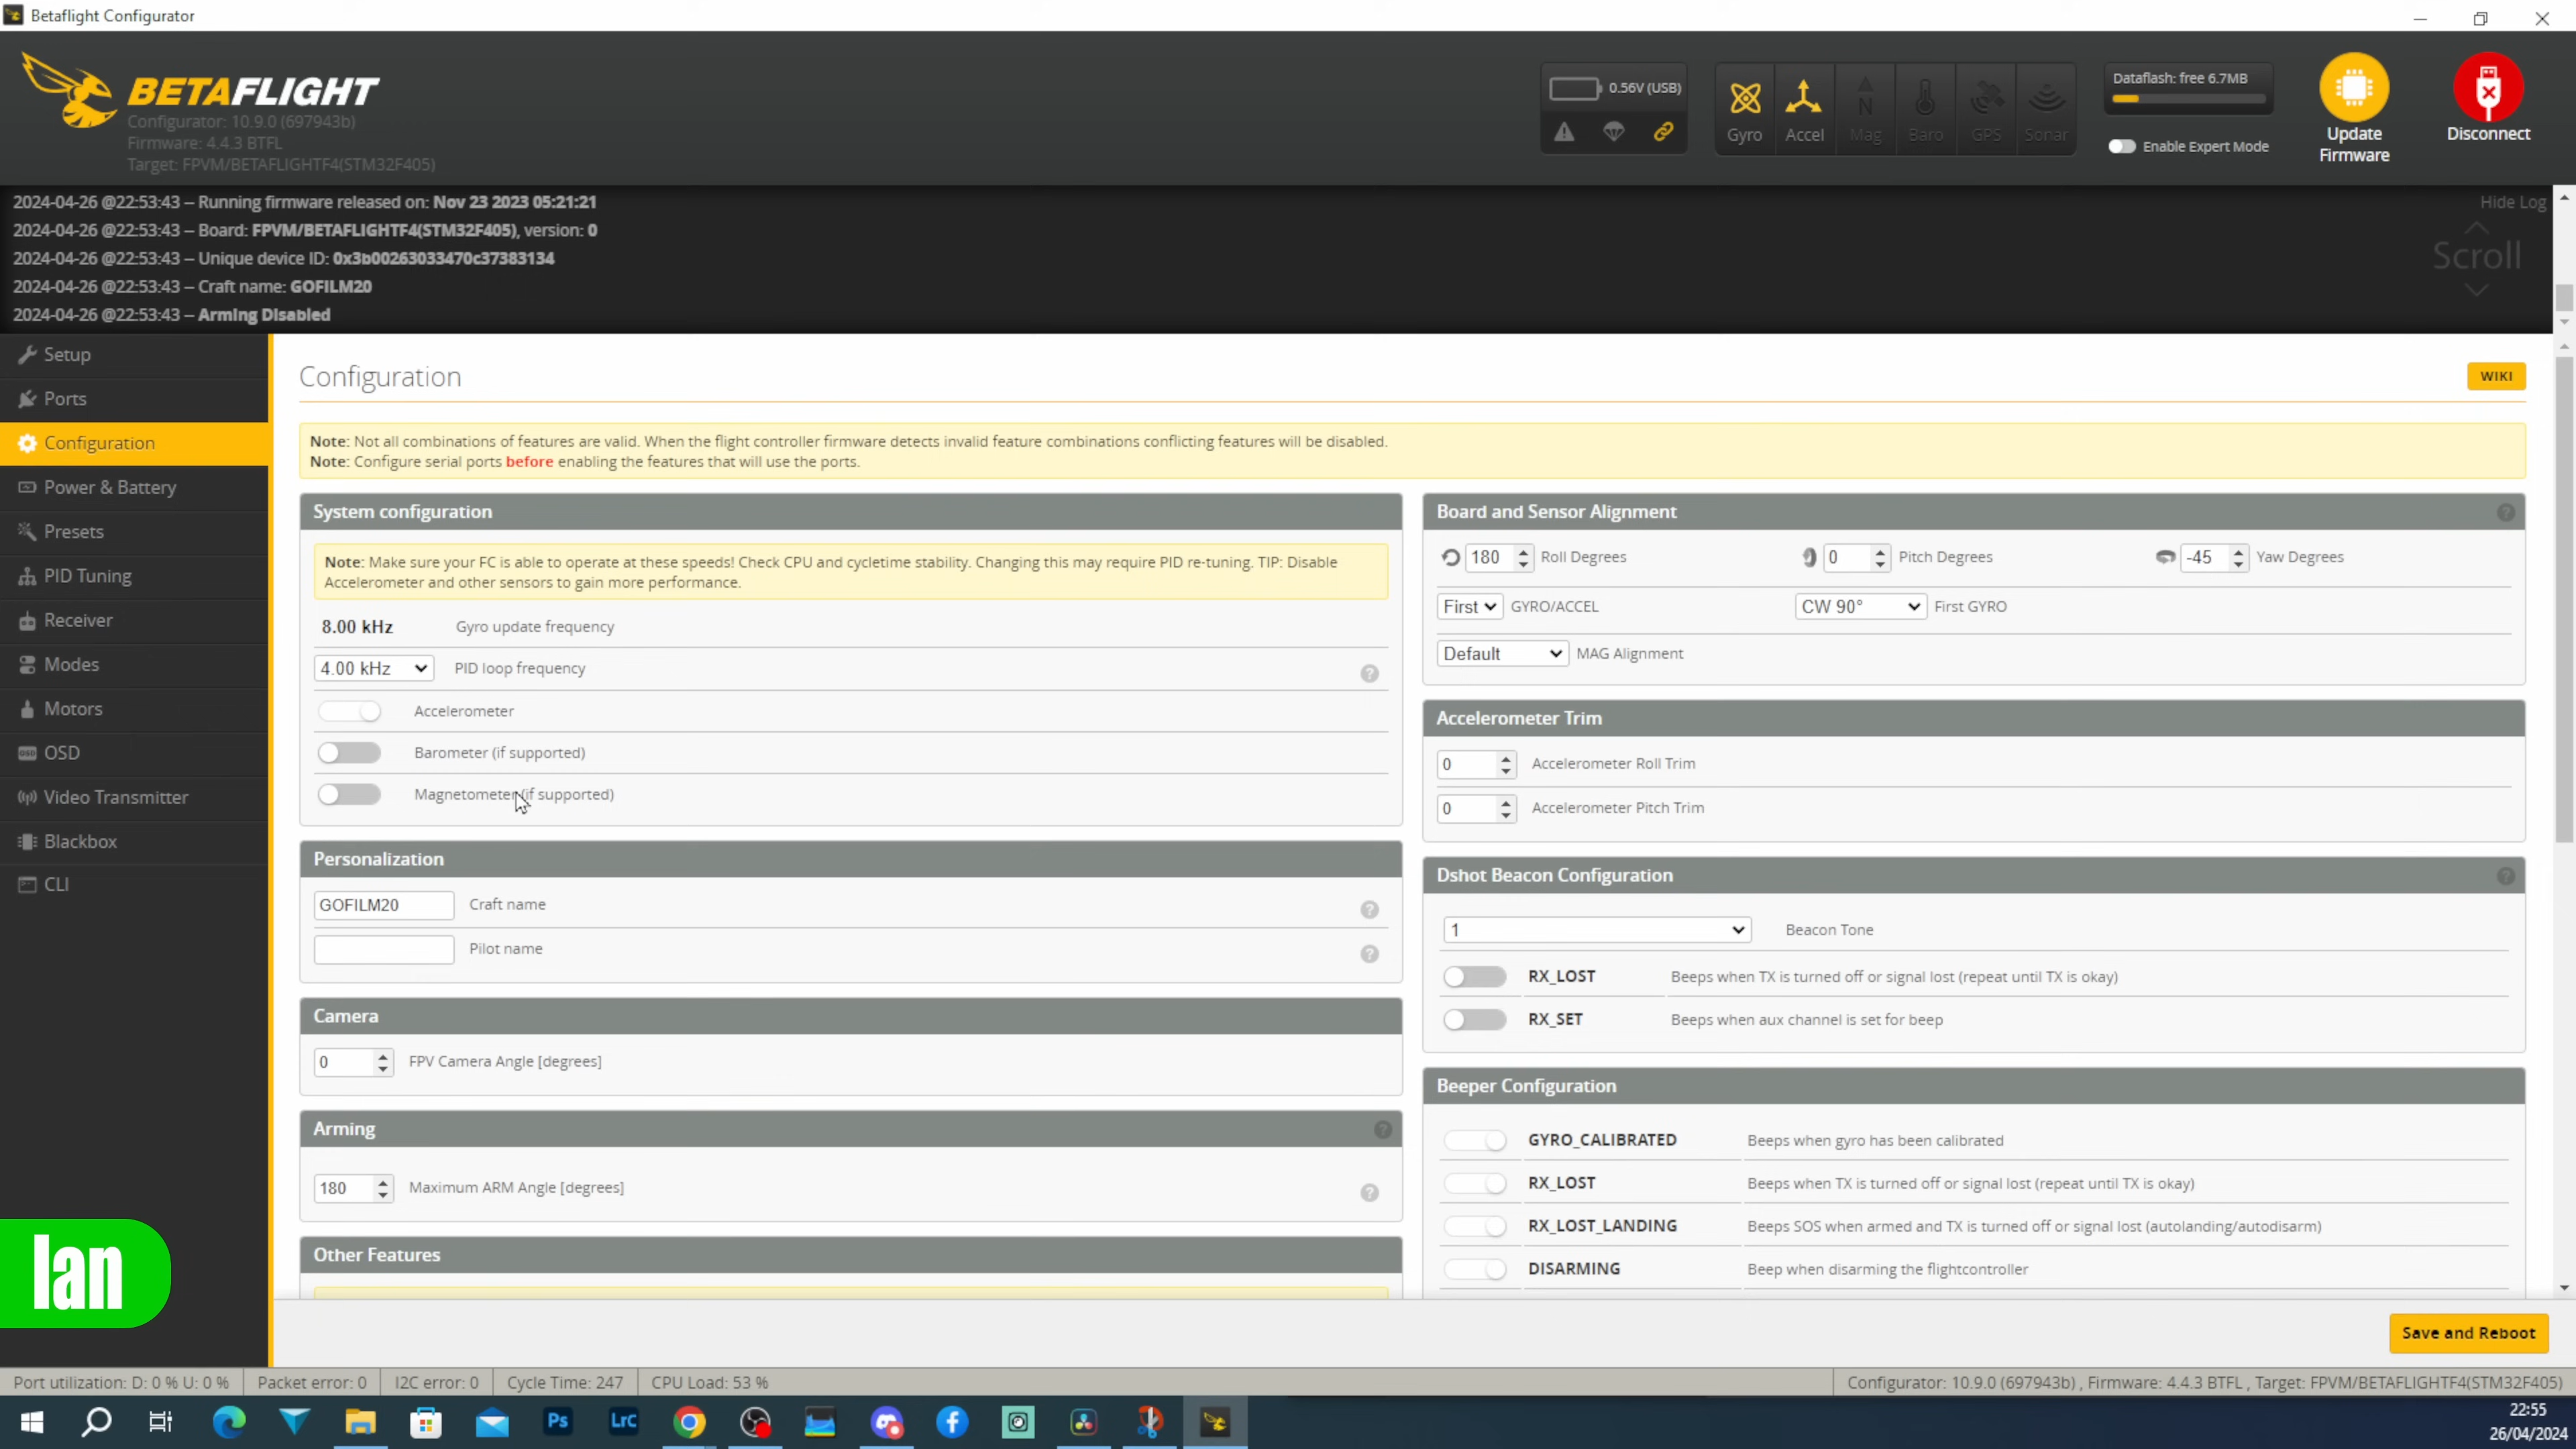 Betaflight Configurator
BETAFLIGHT
Configurator: 10.9.0 (697943b)
Firmware: 4.4.3 BTFL
Target: FPVM/BETAFLIGHTF4(STM32F405)
0.56V (USB)
Gyro
Accel
N
Mag
Baro
GPS
Sonar
Dataflash: free 6.7MB
Enable Expert Mode
Update
Firmware
Disconnect
2024-04-26 @22:53:43 – Running firmware released on: Nov 23 2023 05:21:21
2024-04-26 @22:53:43 – Board: FPVM/BETAFLIGHTF4(STM32F405), version: 0
2024-04-26 @22:53:43 – Unique device ID: 0x3b00263033470c37383134
2024-04-26 @22:53:43 – Craft name: GOFILM20
2024-04-26 @22:53:43 – Arming Disabled
Hide Log
Scroll
Setup
Ports
Configuration
Power & Battery
Presets
PID Tuning
Receiver
Modes
Motors
OSD
OSD
Video Transmitter
Blackbox
CLI
Configuration
WIKI
Note: Not all combinations of features are valid. When the flight controller firmware detects invalid feature combinations conflicting features will be disabled.
Note: Configure serial ports before enabling the features that will use the ports.
System configuration
Note: Make sure your FC is able to operate at these speeds! Check CPU and cycletime stability. Changing this may require PID re-tuning. TIP: Disable
Accelerometer and other sensors to gain more performance.
8.00 kHz Gyro update frequency
4.00 kHz PID loop frequency ?
Accelerometer
Barometer (if supported)
Magnetometer (if supported)
Personalization
GOFILM20 Craft name ?
Pilot name ?
Camera
0 FPV Camera Angle [degrees]
Arming ?
180 Maximum ARM Angle [degrees] ?
Other Features
Board and Sensor Alignment ?
180 Roll Degrees 0 Pitch Degrees -45 Yaw Degrees
First GYRO/ACCEL CW 90° First GYRO
Default MAG Alignment
Accelerometer Trim
0 Accelerometer Roll Trim
0 Accelerometer Pitch Trim
Dshot Beacon Configuration ?
1 Beacon Tone
RX_LOST Beeps when TX is turned off or signal lost (repeat until TX is okay)
RX_SET Beeps when aux channel is set for beep
Beeper Configuration
GYRO_CALIBRATED Beeps when gyro has been calibrated
RX_LOST Beeps when TX is turned off or signal lost (repeat until TX is okay)
RX_LOST_LANDING Beeps SOS when armed and TX is turned off or signal lost (autolanding/autodisarm)
DISARMING Beep when disarming the flightcontroller
Ian
Save and Reboot
Port utilization: D: 0 % U: 0 % Packet error: 0 I2C error: 0 Cycle Time: 247 CPU Load: 53 %
Configurator: 10.9.0 (697943b) , Firmware: 4.4.3 BTFL , Target: FPVM/BETAFLIGHTF4(STM32F405)
Ps
LrC
22:55
26/04/2024